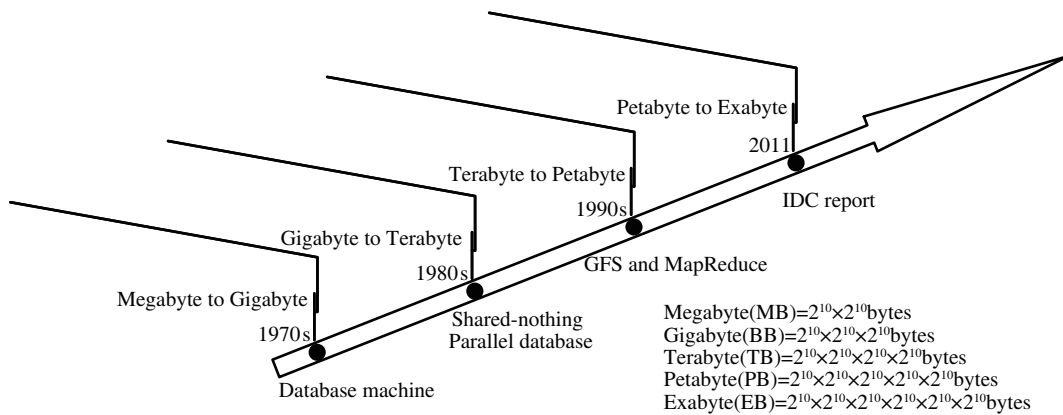 Petabyte to Exabyte
2011
IDC report
Terabyte to Petabyte
1990s
GFS and MapReduce
Gigabyte to Terabyte
1980s
Shared-nothing
Parallel database
Megabyte to Gigabyte
1970s
Database machine
Megabyte(MB)=2¹⁰×2¹⁰bytes
Gigabyte(BB)=2¹⁰×2¹⁰×2¹⁰bytes
Terabyte(TB)=2¹⁰×2¹⁰×2¹⁰×2¹⁰bytes
Petabyte(PB)=2¹⁰×2¹⁰×2¹⁰×2¹⁰×2¹⁰bytes
Exabyte(EB)=2¹⁰×2¹⁰×2¹⁰×2¹⁰×2¹⁰×2¹⁰bytes